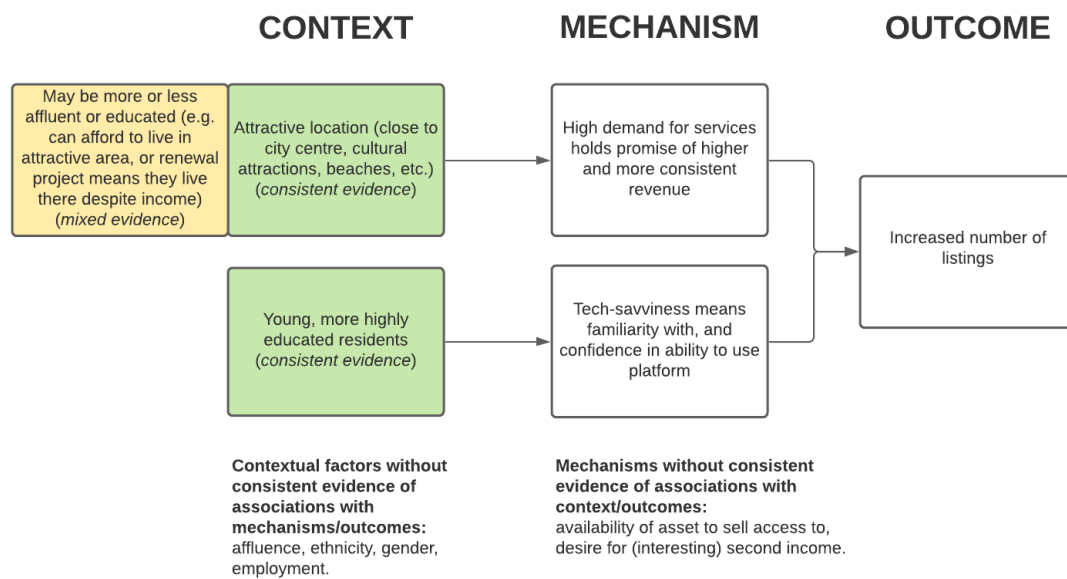 CONTEXT
MECHANISM
OUTCOME
May be more or less
affluent or educated (e.g.
can afford to live in
attractive area, or renewal
project means they live
there despite income)
(mixed evidence)
Attractive location (close to
city centre, cultural
attractions, beaches, etc.)
(consistent evidence)
High demand for services
holds promise of higher
and more consistent
revenue
Increased number of
listings
Young, more highly
educated residents
(consistent evidence)
Tech-savviness means
familiarity with, and
confidence in ability to use
platform
Contextual factors without
consistent evidence of
associations with
mechanisms/outcomes:
affluence, ethnicity, gender,
employment.
Mechanisms without consistent
evidence of associations with
context/outcomes:
availability of asset to sell access to,
desire for (interesting) second income.